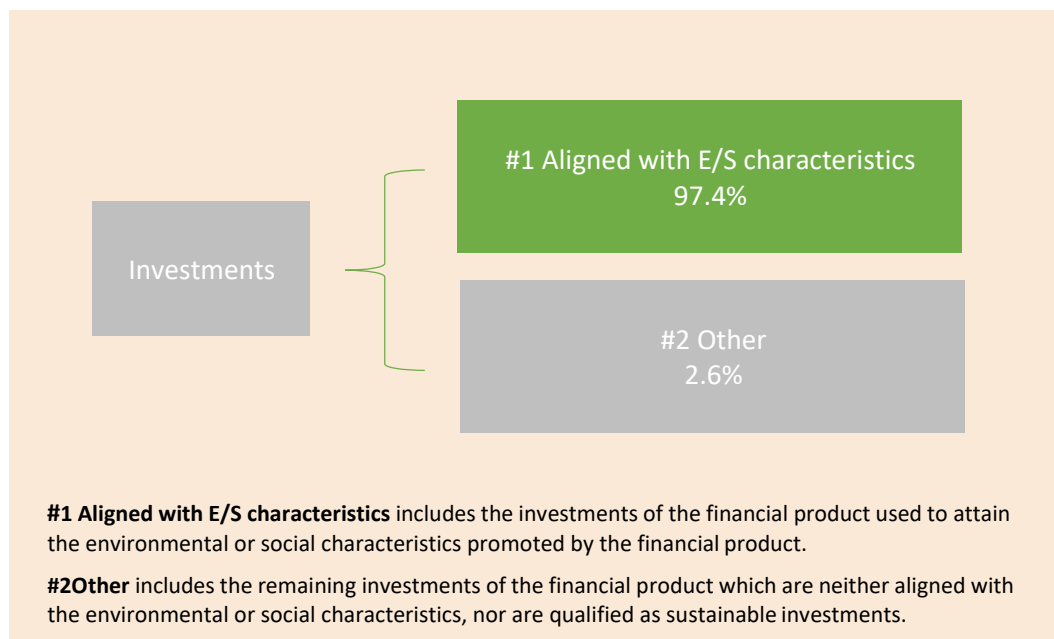 #1 Aligned with E/S characteristics
97.4%
Investments
#2 Other
2.6%
#1 Aligned with E/S characteristics includes the investments of the financial product used to attain
the environmental or social characteristics promoted by the financial product.
#2Other includes the remaining investments of the financial product which are neither aligned with
the environmental or social characteristics, nor are qualified as sustainable investments.